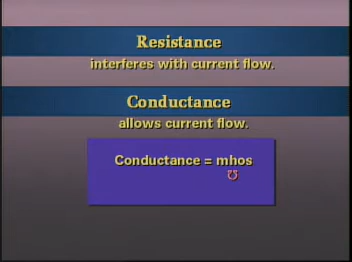 Resistance
interferes with current flow.
Conductance
allows current flow.
Conductance = mhos
℧